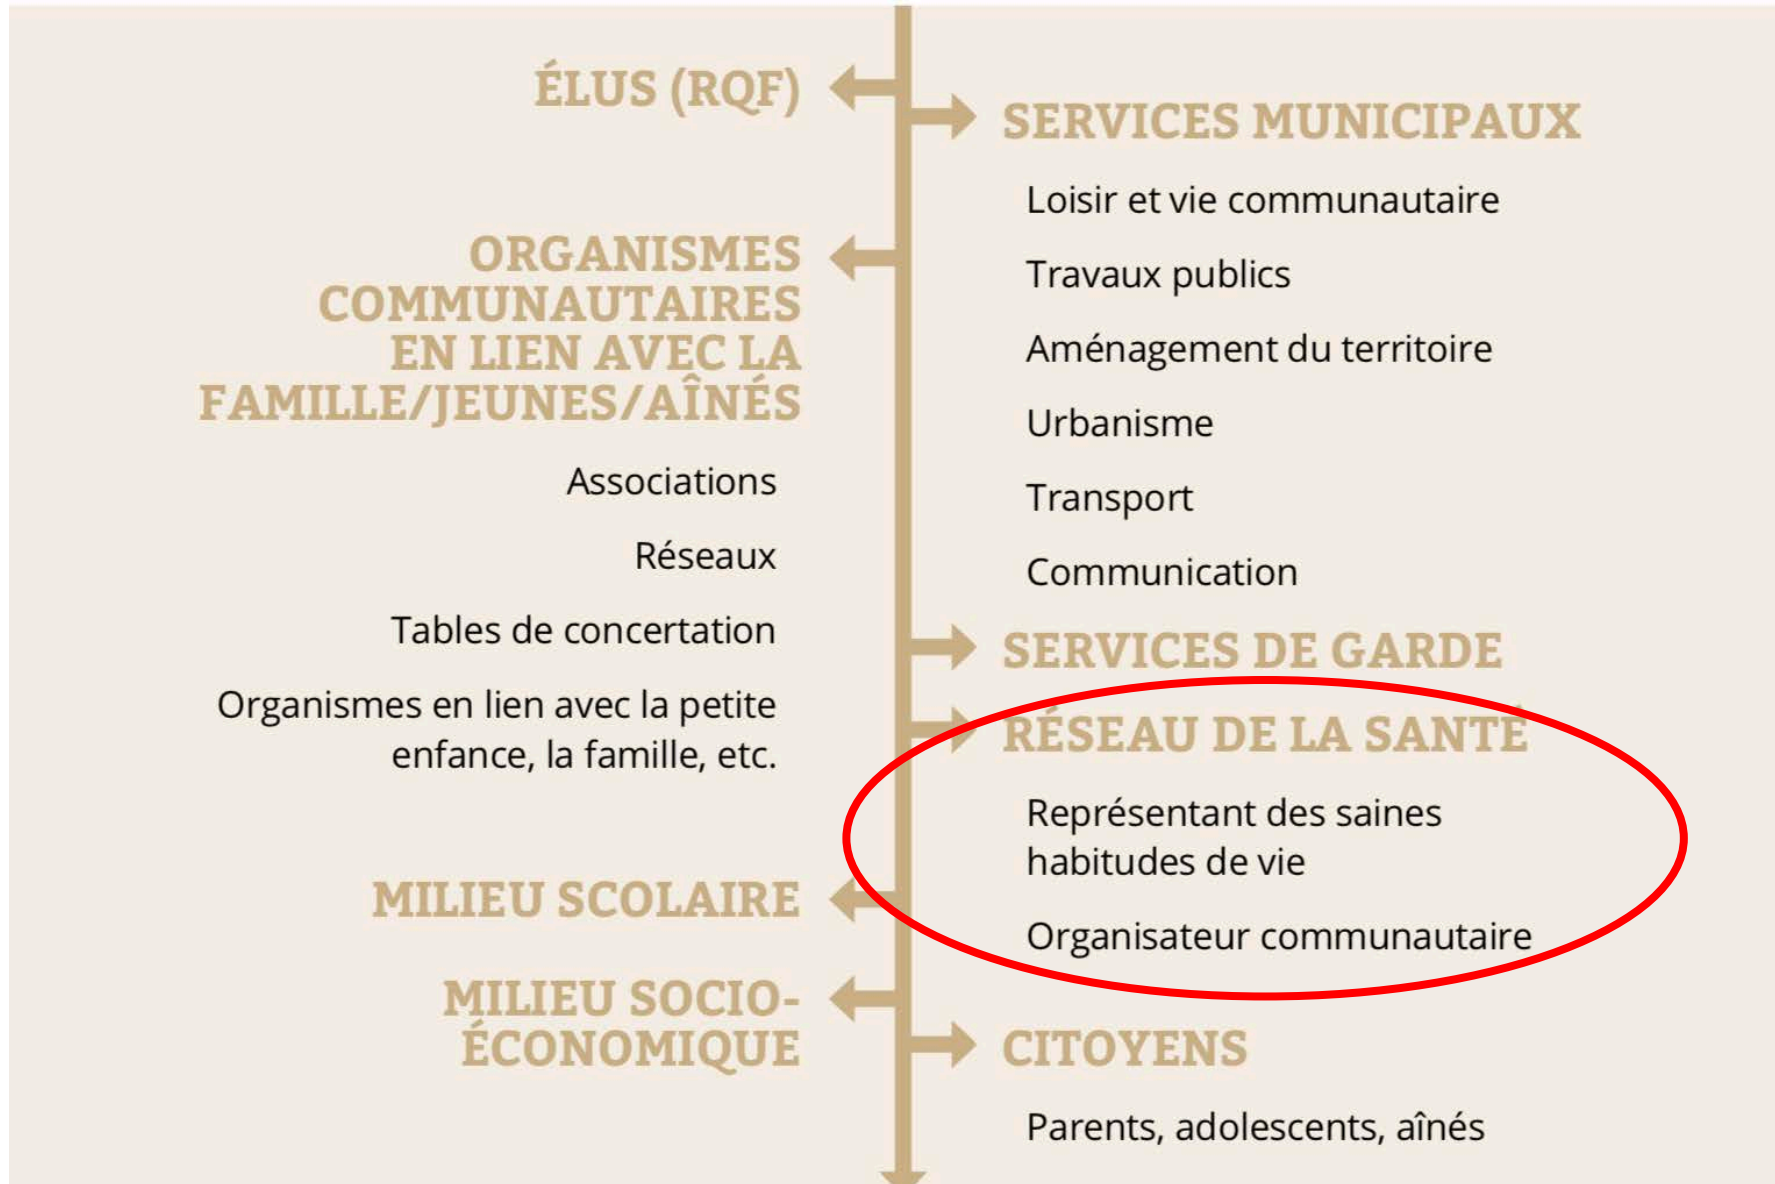 ÉLUS (RQF)
ORGANISMES
COMMUNAUTAIRES
EN LIEN AVEC LA
FAMILLE/JEUNES/AÎNÉS
Associations
Réseaux
Tables de concertation
Organismes en lien avec la petite
enfance, la famille, etc.
MILIEU SCOLAIRE
MILIEU SOCIO-
ÉCONOMIQUE
SERVICES MUNICIPAUX
Loisir et vie communautaire
Travaux publics
Aménagement du territoire
Urbanisme
Transport
Communication
SERVICES DE GARDE
RÉSEAU DE LA SANTÉ
Représentant des saines
habitudes de vie
Organisateur communautaire
CITOYENS
Parents, adolescents, aînés